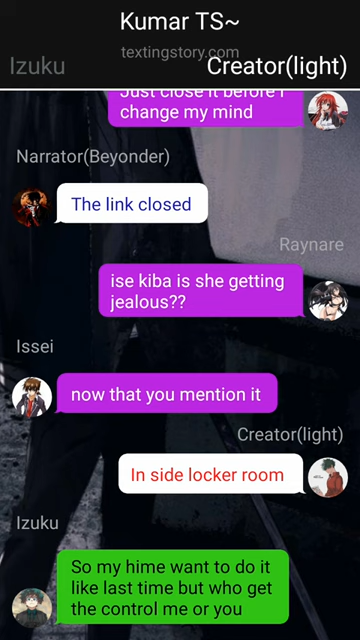 Kumar TS~
textingstory.com
Izuku
Creator(light)
Just close it before I
change my mind
Narrator(Beyonder)
The link closed
Raynare
ise kiba is she getting
jealous??
Issei
now that you mention it
Creator(light)
In side locker room
Izuku
So my hime want to do it
like last time but who get
the control me or you